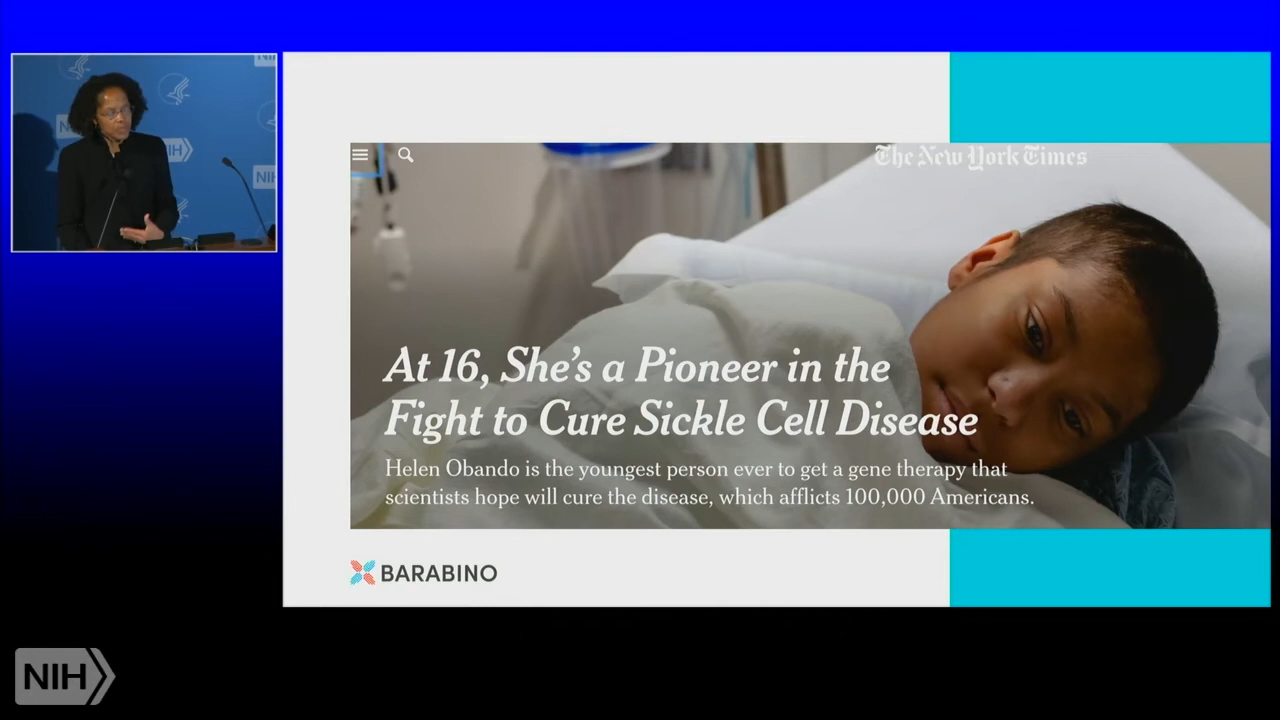 NIH
NIH
The New York Times
At 16, She's a Pioneer in the
Fight to Cure Sickle Cell Disease
Helen Obando is the youngest person ever to get a gene therapy that
scientists hope will cure the disease, which afflicts 100,000 Americans.
BARABINO
NIH